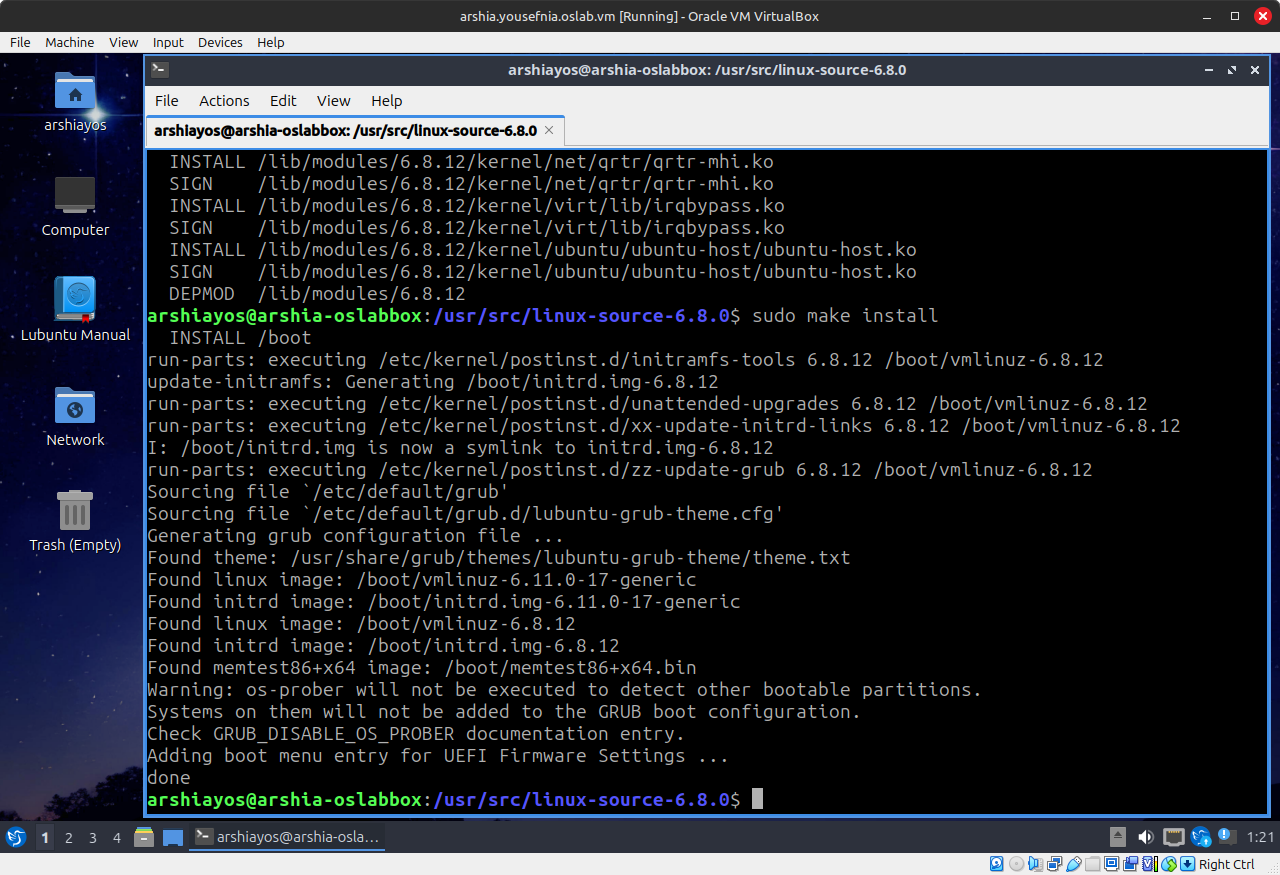 arshia.yousefnia.oslab.vm [Running] - Oracle VM VirtualBox
File Machine View Input Devices Help
arshiayos@arshia-oslabbox: /usr/src/linux-source-6.8.0
File Actions Edit View Help
arshiayos@arshia-oslabbox: /usr/src/linux-source-6.8.0
arshiayos
Computer
Lubuntu Manual
Network
Trash (Empty)
INSTALL /lib/modules/6.8.12/kernel/net/qrtr/qrtr-mhi.ko
SIGN    /lib/modules/6.8.12/kernel/net/qrtr/qrtr-mhi.ko
INSTALL /lib/modules/6.8.12/kernel/virt/lib/irqbypass.ko
SIGN    /lib/modules/6.8.12/kernel/virt/lib/irqbypass.ko
INSTALL /lib/modules/6.8.12/kernel/ubuntu/ubuntu-host/ubuntu-host.ko
SIGN    /lib/modules/6.8.12/kernel/ubuntu/ubuntu-host/ubuntu-host.ko
DEPMOD  /lib/modules/6.8.12
arshiayos@arshia-oslabbox:/usr/src/linux-source-6.8.0$ sudo make install
INSTALL /boot
run-parts: executing /etc/kernel/postinst.d/initramfs-tools 6.8.12 /boot/vmlinuz-6.8.12
update-initramfs: Generating /boot/initrd.img-6.8.12
run-parts: executing /etc/kernel/postinst.d/unattended-upgrades 6.8.12 /boot/vmlinuz-6.8.12
run-parts: executing /etc/kernel/postinst.d/xx-update-initrd-links 6.8.12 /boot/vmlinuz-6.8.12
I: /boot/initrd.img is now a symlink to initrd.img-6.8.12
run-parts: executing /etc/kernel/postinst.d/zz-update-grub 6.8.12 /boot/vmlinuz-6.8.12
Sourcing file `/etc/default/grub'
Sourcing file `/etc/default/grub.d/lubuntu-grub-theme.cfg'
Generating grub configuration file ...
Found theme: /usr/share/grub/themes/lubuntu-grub-theme/theme.txt
Found linux image: /boot/vmlinuz-6.11.0-17-generic
Found initrd image: /boot/initrd.img-6.11.0-17-generic
Found linux image: /boot/vmlinuz-6.8.12
Found initrd image: /boot/initrd.img-6.8.12
Found memtest86+x64 image: /boot/memtest86+x64.bin
Warning: os-prober will not be executed to detect other bootable partitions.
Systems on them will not be added to the GRUB boot configuration.
Check GRUB_DISABLE_OS_PROBER documentation entry.
Adding boot menu entry for UEFI Firmware Settings ...
done
arshiayos@arshia-oslabbox:/usr/src/linux-source-6.8.0$
1 2 3 4 arshiayos@arshia-osla... 1:21
Right Ctrl